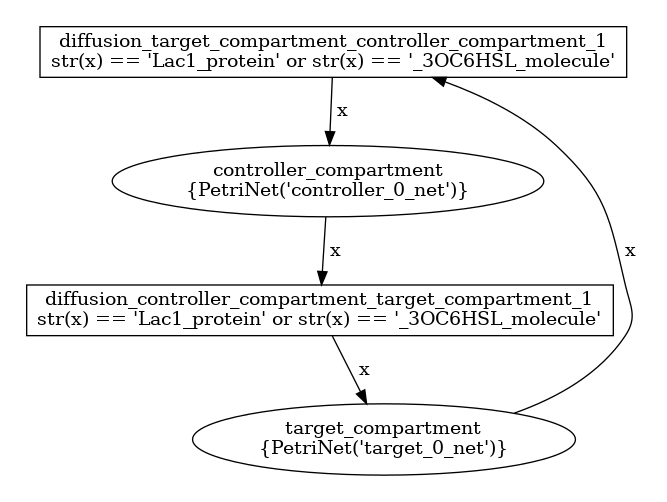 diffusion_target_compartment_controller_compartment_1
str(x) == 'Lac1_protein' or str(x) == '_3OC6HSL_molecule'
x
controller_compartment
{PetriNet('controller_0_net')}
x
x
diffusion_controller_compartment_target_compartment_1
str(x) == 'Lac1_protein' or str(x) == '_3OC6HSL_molecule'
x
target_compartment
{PetriNet('target_0_net')}